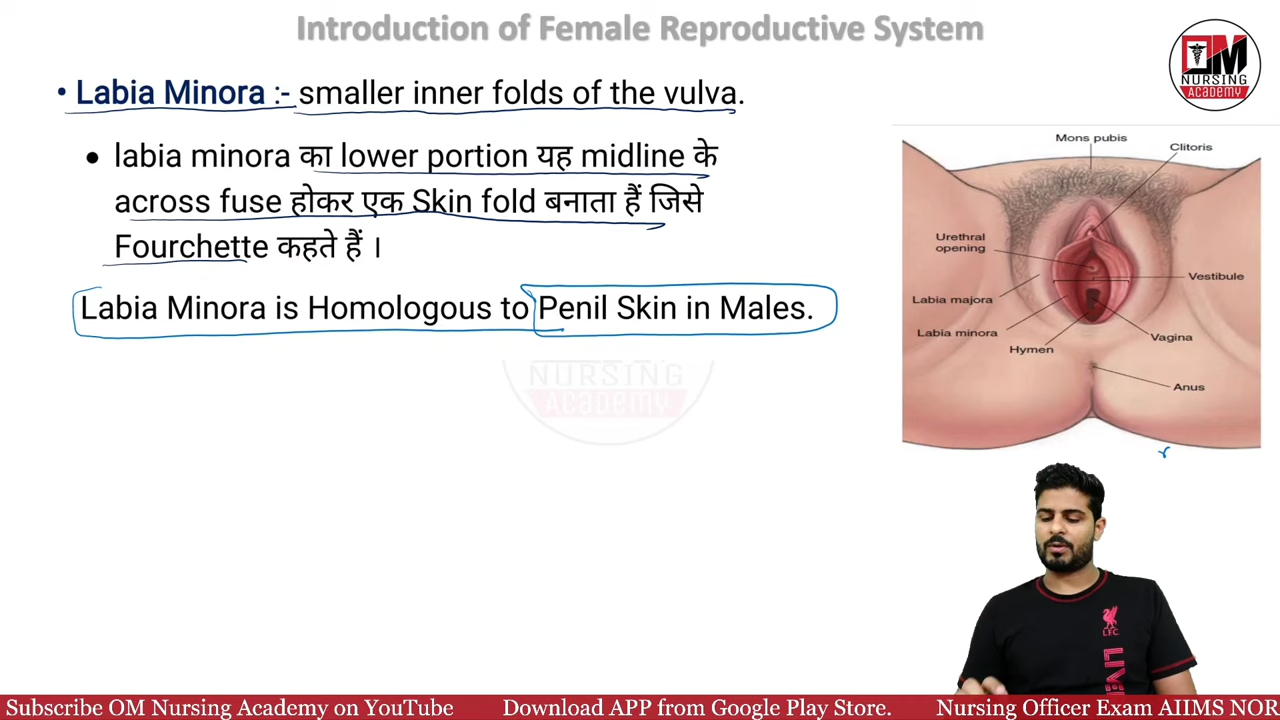 Introduction of Female Reproductive System
OM
NURSING
ACADEMY
• Labia Minora :- smaller inner folds of the vulva.
• labia minora का lower portion यह midline के
across fuse होकर एक Skin fold बनाता हैं जिसे
Fourchette कहते हैं ।
Labia Minora is Homologous to Penil Skin in Males.
Mons pubis
Clitoris
Urethral
opening
Vestibule
Labia majora
Labia minora
Vagina
Hymen
Anus
NURSING
Academy
L.F.C.
LIVE
Subscribe OM Nursing Academy on YouTube Download APP from Google Play Store. Nursing Officer Exam AIIMS NOR